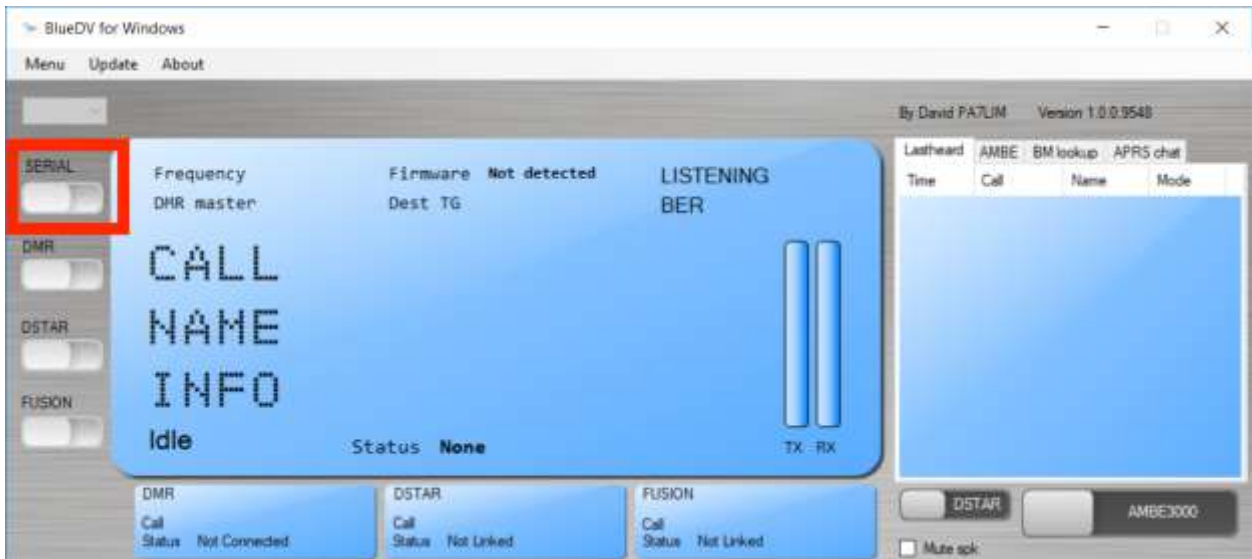 BlueDV for Windows
Menu Update About
By David PA7LIM Version 1.0.0.9548
SERIAL
DMR
DSTAR
FUSION
Frequency Firmware Not detected LISTENING
DMR master Dest TG BER
CALL
NAME
INFO
Idle Status None TX RX
Lastheard AMBE BM lookup APRS chat
Time Call Name Mode
DMR
Call
Status Not Connected
DSTAR
Call
Status Not Linked
FUSION
Call
Status Not Linked
DSTAR AMBE3000
Mute spk